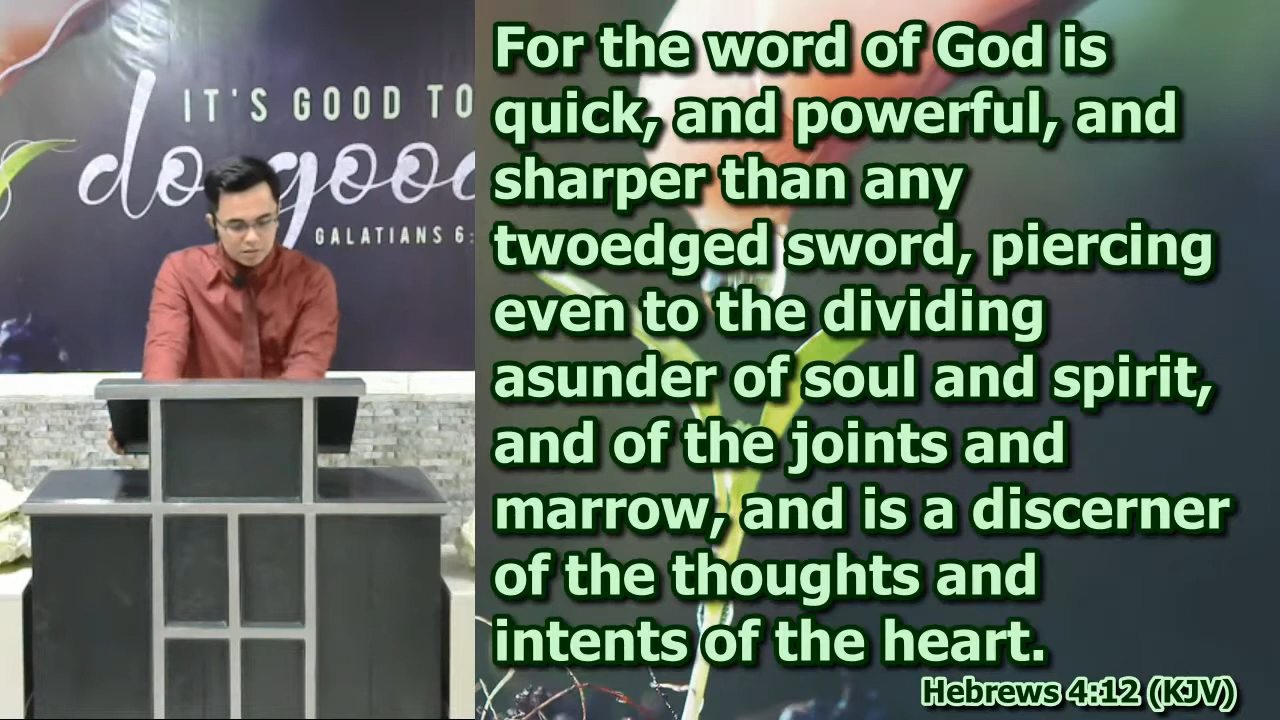 IT'S GOOD TO
do good
GALATIANS 6:
For the word of God is
quick, and powerful, and
sharper than any
twoedged sword, piercing
even to the dividing
asunder of soul and spirit,
and of the joints and
marrow, and is a discerner
of the thoughts and
intents of the heart.
Hebrews 4:12 (KJV)